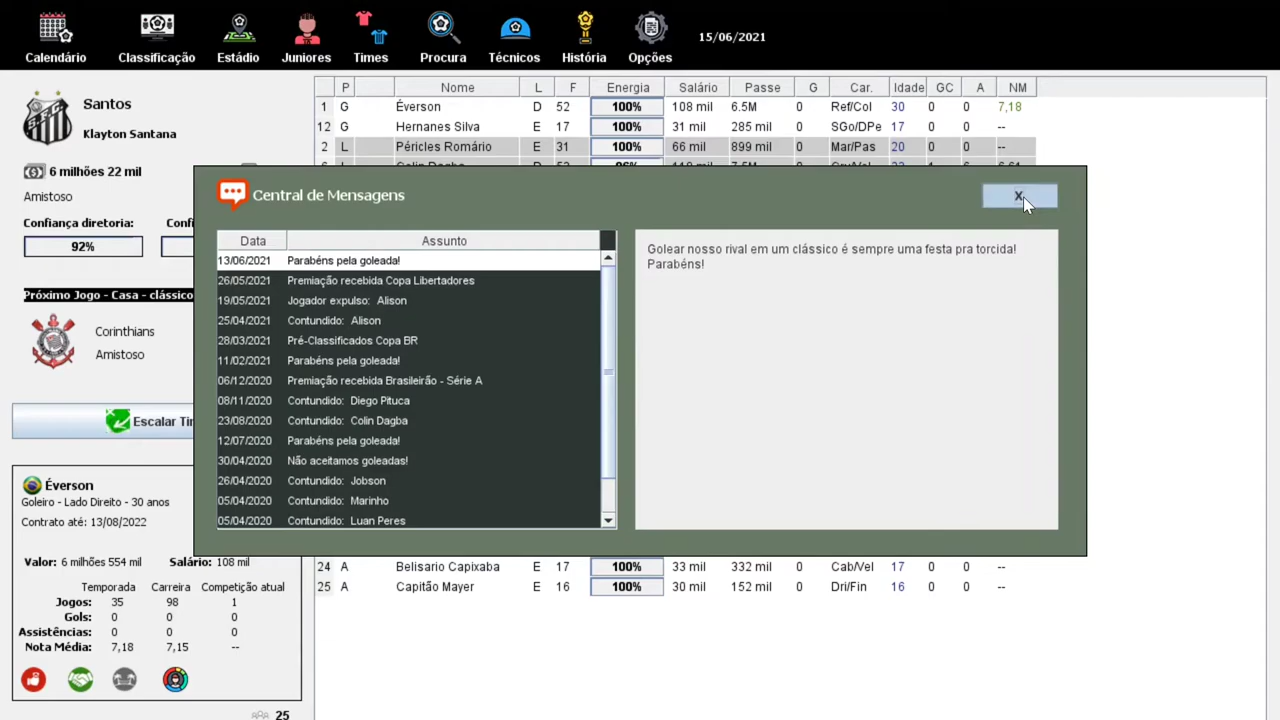 Calendário Classificação Estádio Juniores Times Procura Técnicos História Opções 15/06/2021
Santos
Klayton Santana
6 milhões 22 mil
Amistoso
Confiança diretoria:
92%
Próximo Jogo - Casa - clássico
Corinthians
Amistoso
Escalar
Éverson
Goleiro - Lado Direito - 30 anos
Contrato até: 13/08/2022
Valor: 6 milhões 554 mil Salário: 108 mil
Temporada Carreira Competição atual
Jogos: 35 98 1
Gols: 0 0 0
Assistências: 0 0 0
Nota Média: 7,18 7,15 --
25
P Nome L F Energia Salário Passe G Car. Idade GC A NM
1 G Éverson D 52 100% 108 mil 6.5M 0 Ref/Col 30 0 0 7,18
12 G Hernanes Silva E 17 100% 31 mil 285 mil 0 SGo/DPe 17 0 0 --
2 L Péricles Romário E 31 100% 66 mil 899 mil 0 Mar/Pas 20 0 0 --
Central de Mensagens
X
Data Assunto
13/06/2021 Parabéns pela goleada!
26/05/2021 Premiação recebida Copa Libertadores
19/05/2021 Jogador expulso: Alison
25/04/2021 Contundido: Alison
28/03/2021 Pré-Classificados Copa BR
11/02/2021 Parabéns pela goleada!
06/12/2020 Premiação recebida Brasileirão - Série A
08/11/2020 Contundido: Diego Pituca
23/08/2020 Contundido: Colin Dagba
12/07/2020 Parabéns pela goleada!
30/04/2020 Não aceitamos goleadas!
26/04/2020 Contundido: Jobson
05/04/2020 Contundido: Marinho
05/04/2020 Contundido: Luan Peres
Golear nosso rival em um clássico é sempre uma festa pra torcida!
Parabéns!
24 A Belisario Capixaba E 17 100% 33 mil 332 mil 0 Cab/Vel 17 0 0 --
25 A Capitão Mayer E 16 100% 30 mil 152 mil 0 Dri/Fin 16 0 0 --